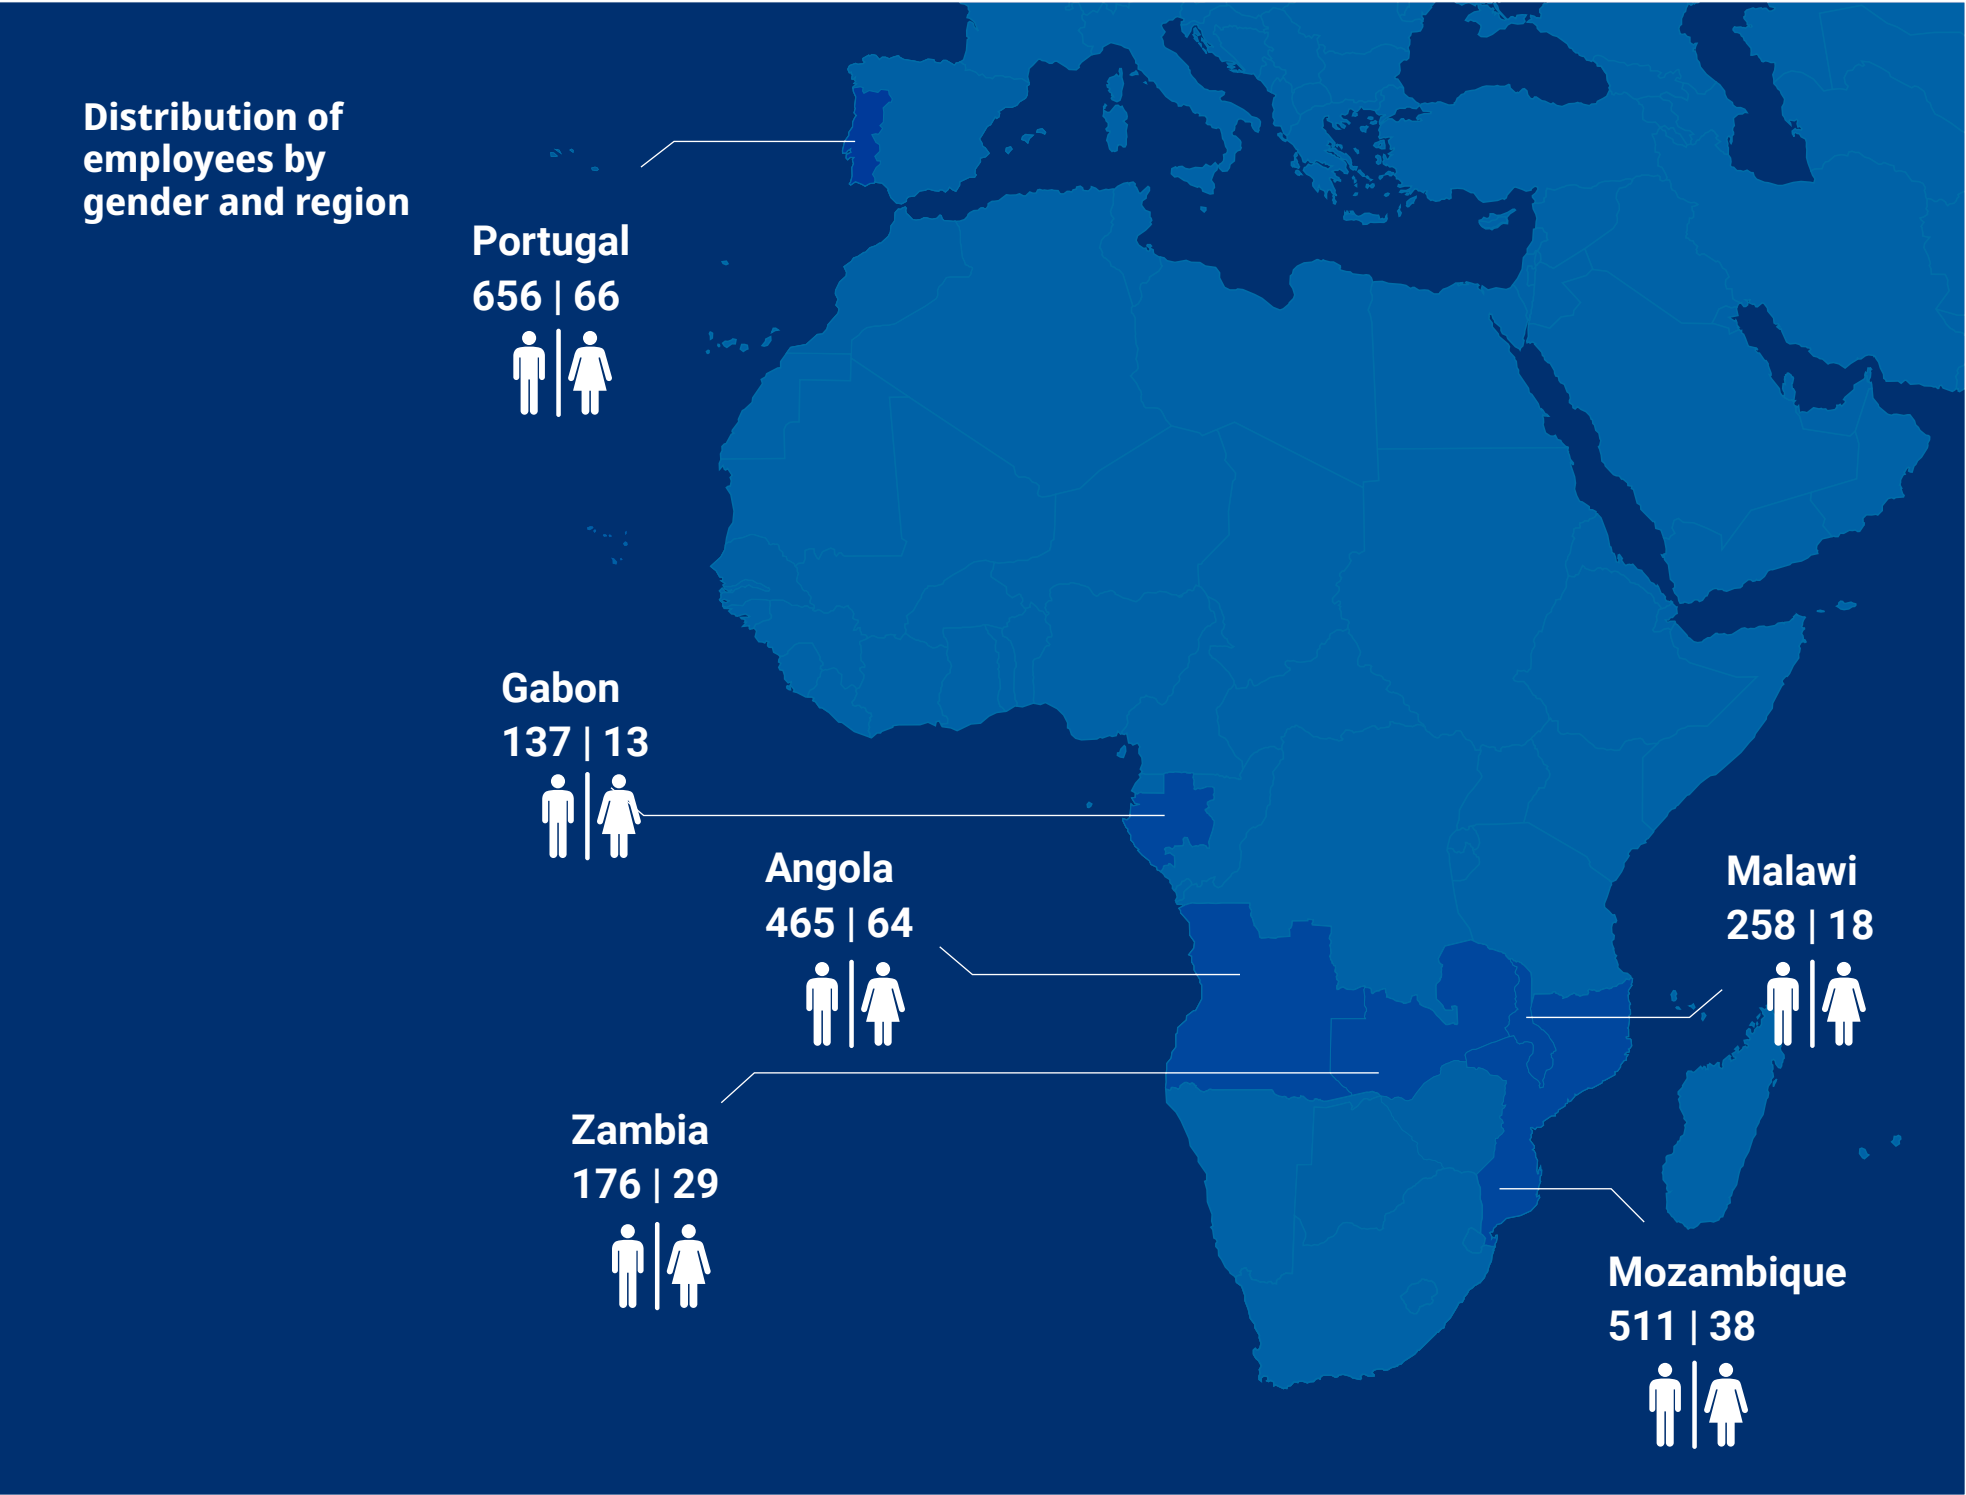 Distribution of
employees by
gender and region
Portugal
656 | 66
Gabon
137 | 13
Angola
465 | 64
Malawi
258 | 18
Zambia
176 | 29
Mozambique
511 | 38